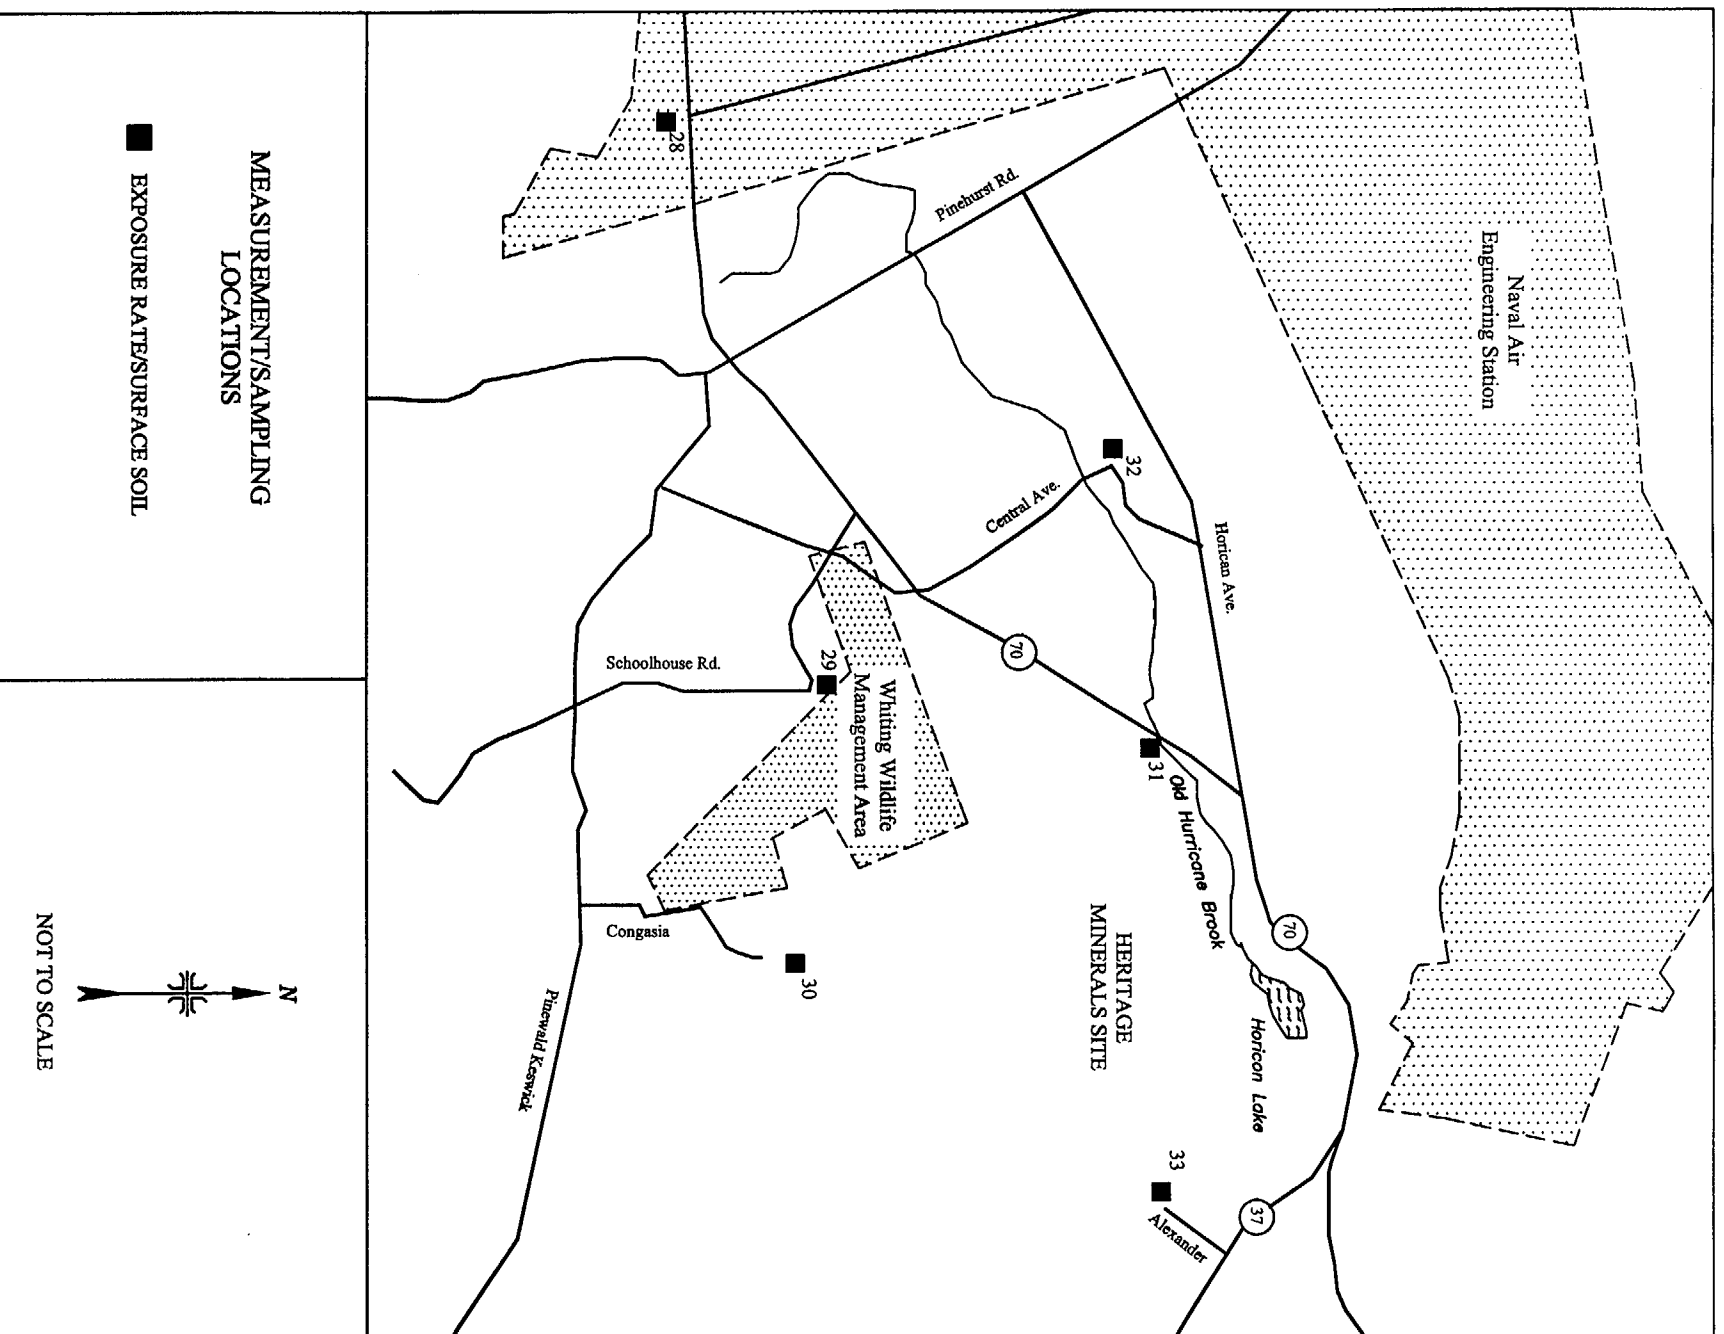 Naval Air
Engineering Station
28
Pinehurst Rd.
32
Central Ave.
Horican Ave.
70
Schoolhouse Rd.
29
Whiting Wildlife
Management Area
31
Old Hurricane Brook
HERITAGE
MINERALS SITE
70
Horicon Lake
Congasia
30
Pinewald Keswick
33
Alexander
37
MEASUREMENT/SAMPLING
LOCATIONS
EXPOSURE RATE/SURFACE SOIL
N
NOT TO SCALE